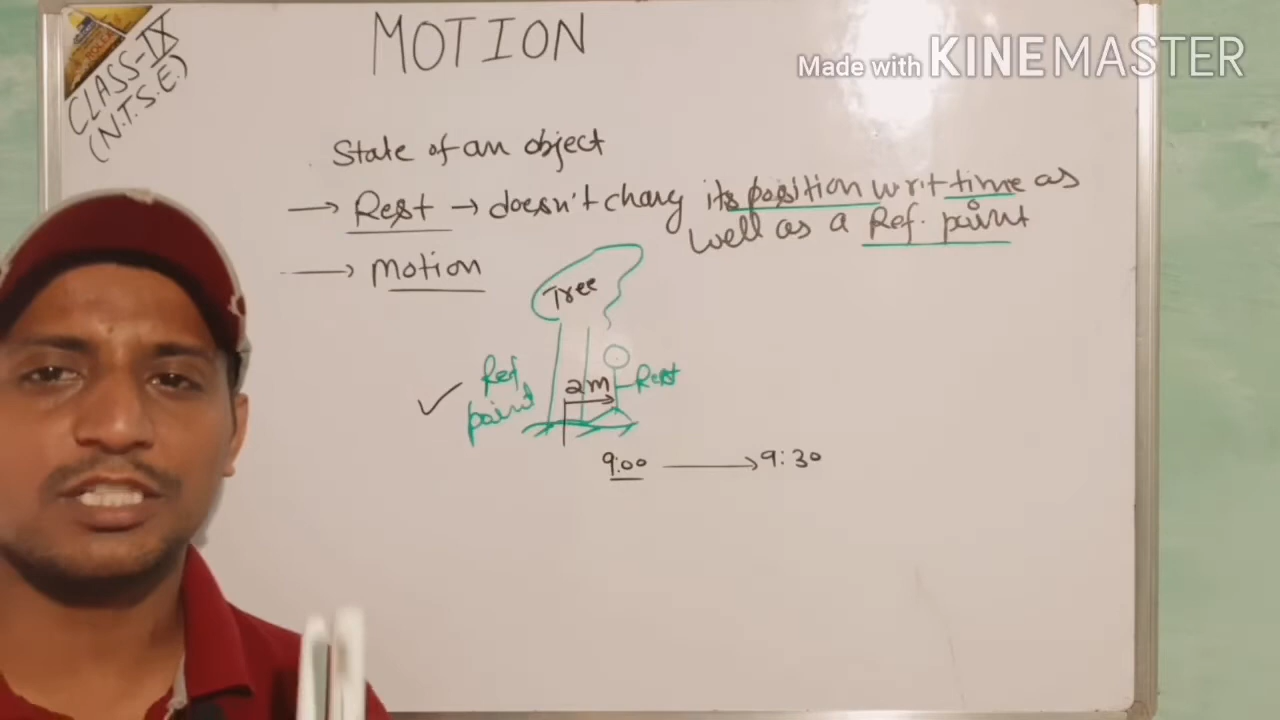 MOTION
Made with KINEMASTER
CLASS-IX
(N.T.S.E)
State of an object
→ Rest → doesn't chang its position w.r.t time as
well as a Ref. point
→ Motion
Tree
Ref.
point
2m
Rest
9:00 → 9:30